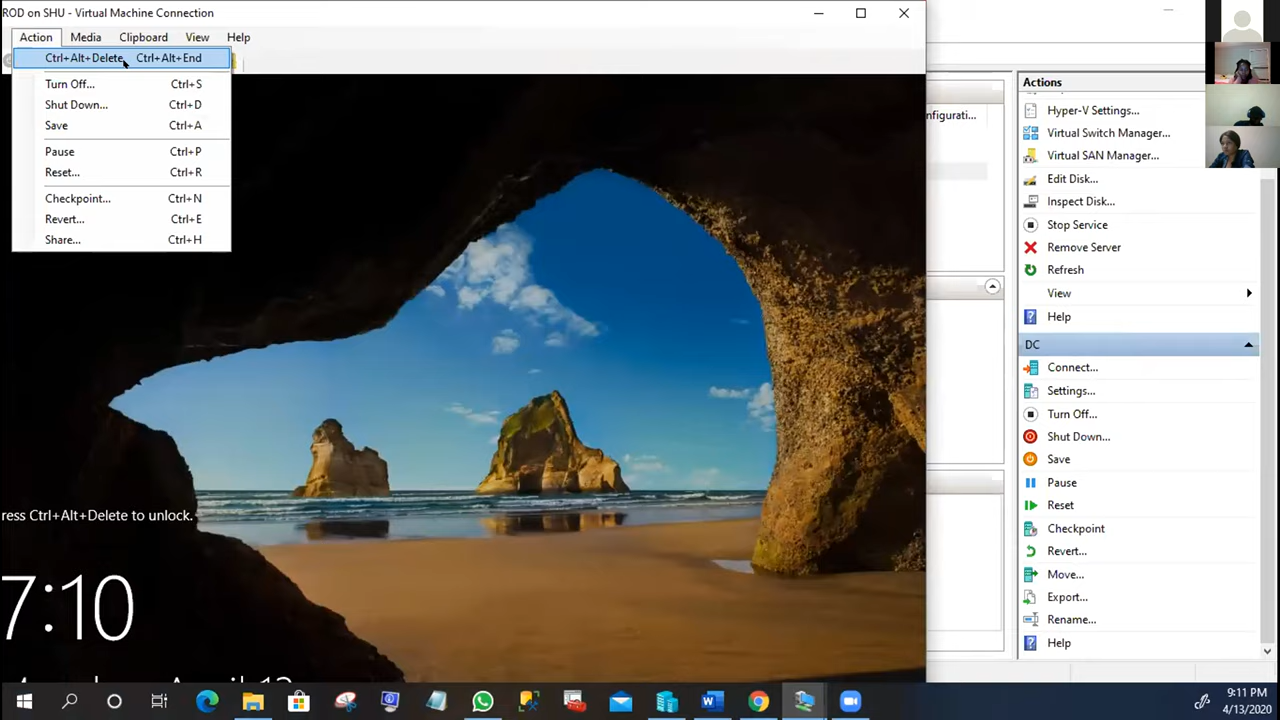 ROD on SHU - Virtual Machine Connection
Action Media Clipboard View Help
Ctrl+Alt+Delete Ctrl+Alt+End
Turn Off... Ctrl+S
Shut Down... Ctrl+D
Save Ctrl+A
Pause Ctrl+P
Reset... Ctrl+R
Checkpoint... Ctrl+N
Revert... Ctrl+E
Share... Ctrl+H
ress Ctrl+Alt+Delete to unlock.
7:10
nfigurati...
Actions
Hyper-V Settings...
Virtual Switch Manager...
Virtual SAN Manager...
Edit Disk...
Inspect Disk...
Stop Service
Remove Server
Refresh
View
Help
DC
Connect...
Settings...
Turn Off...
Shut Down...
Save
Pause
Reset
Checkpoint
Revert...
Move...
Export...
Rename...
Help
9:11 PM
4/13/2020